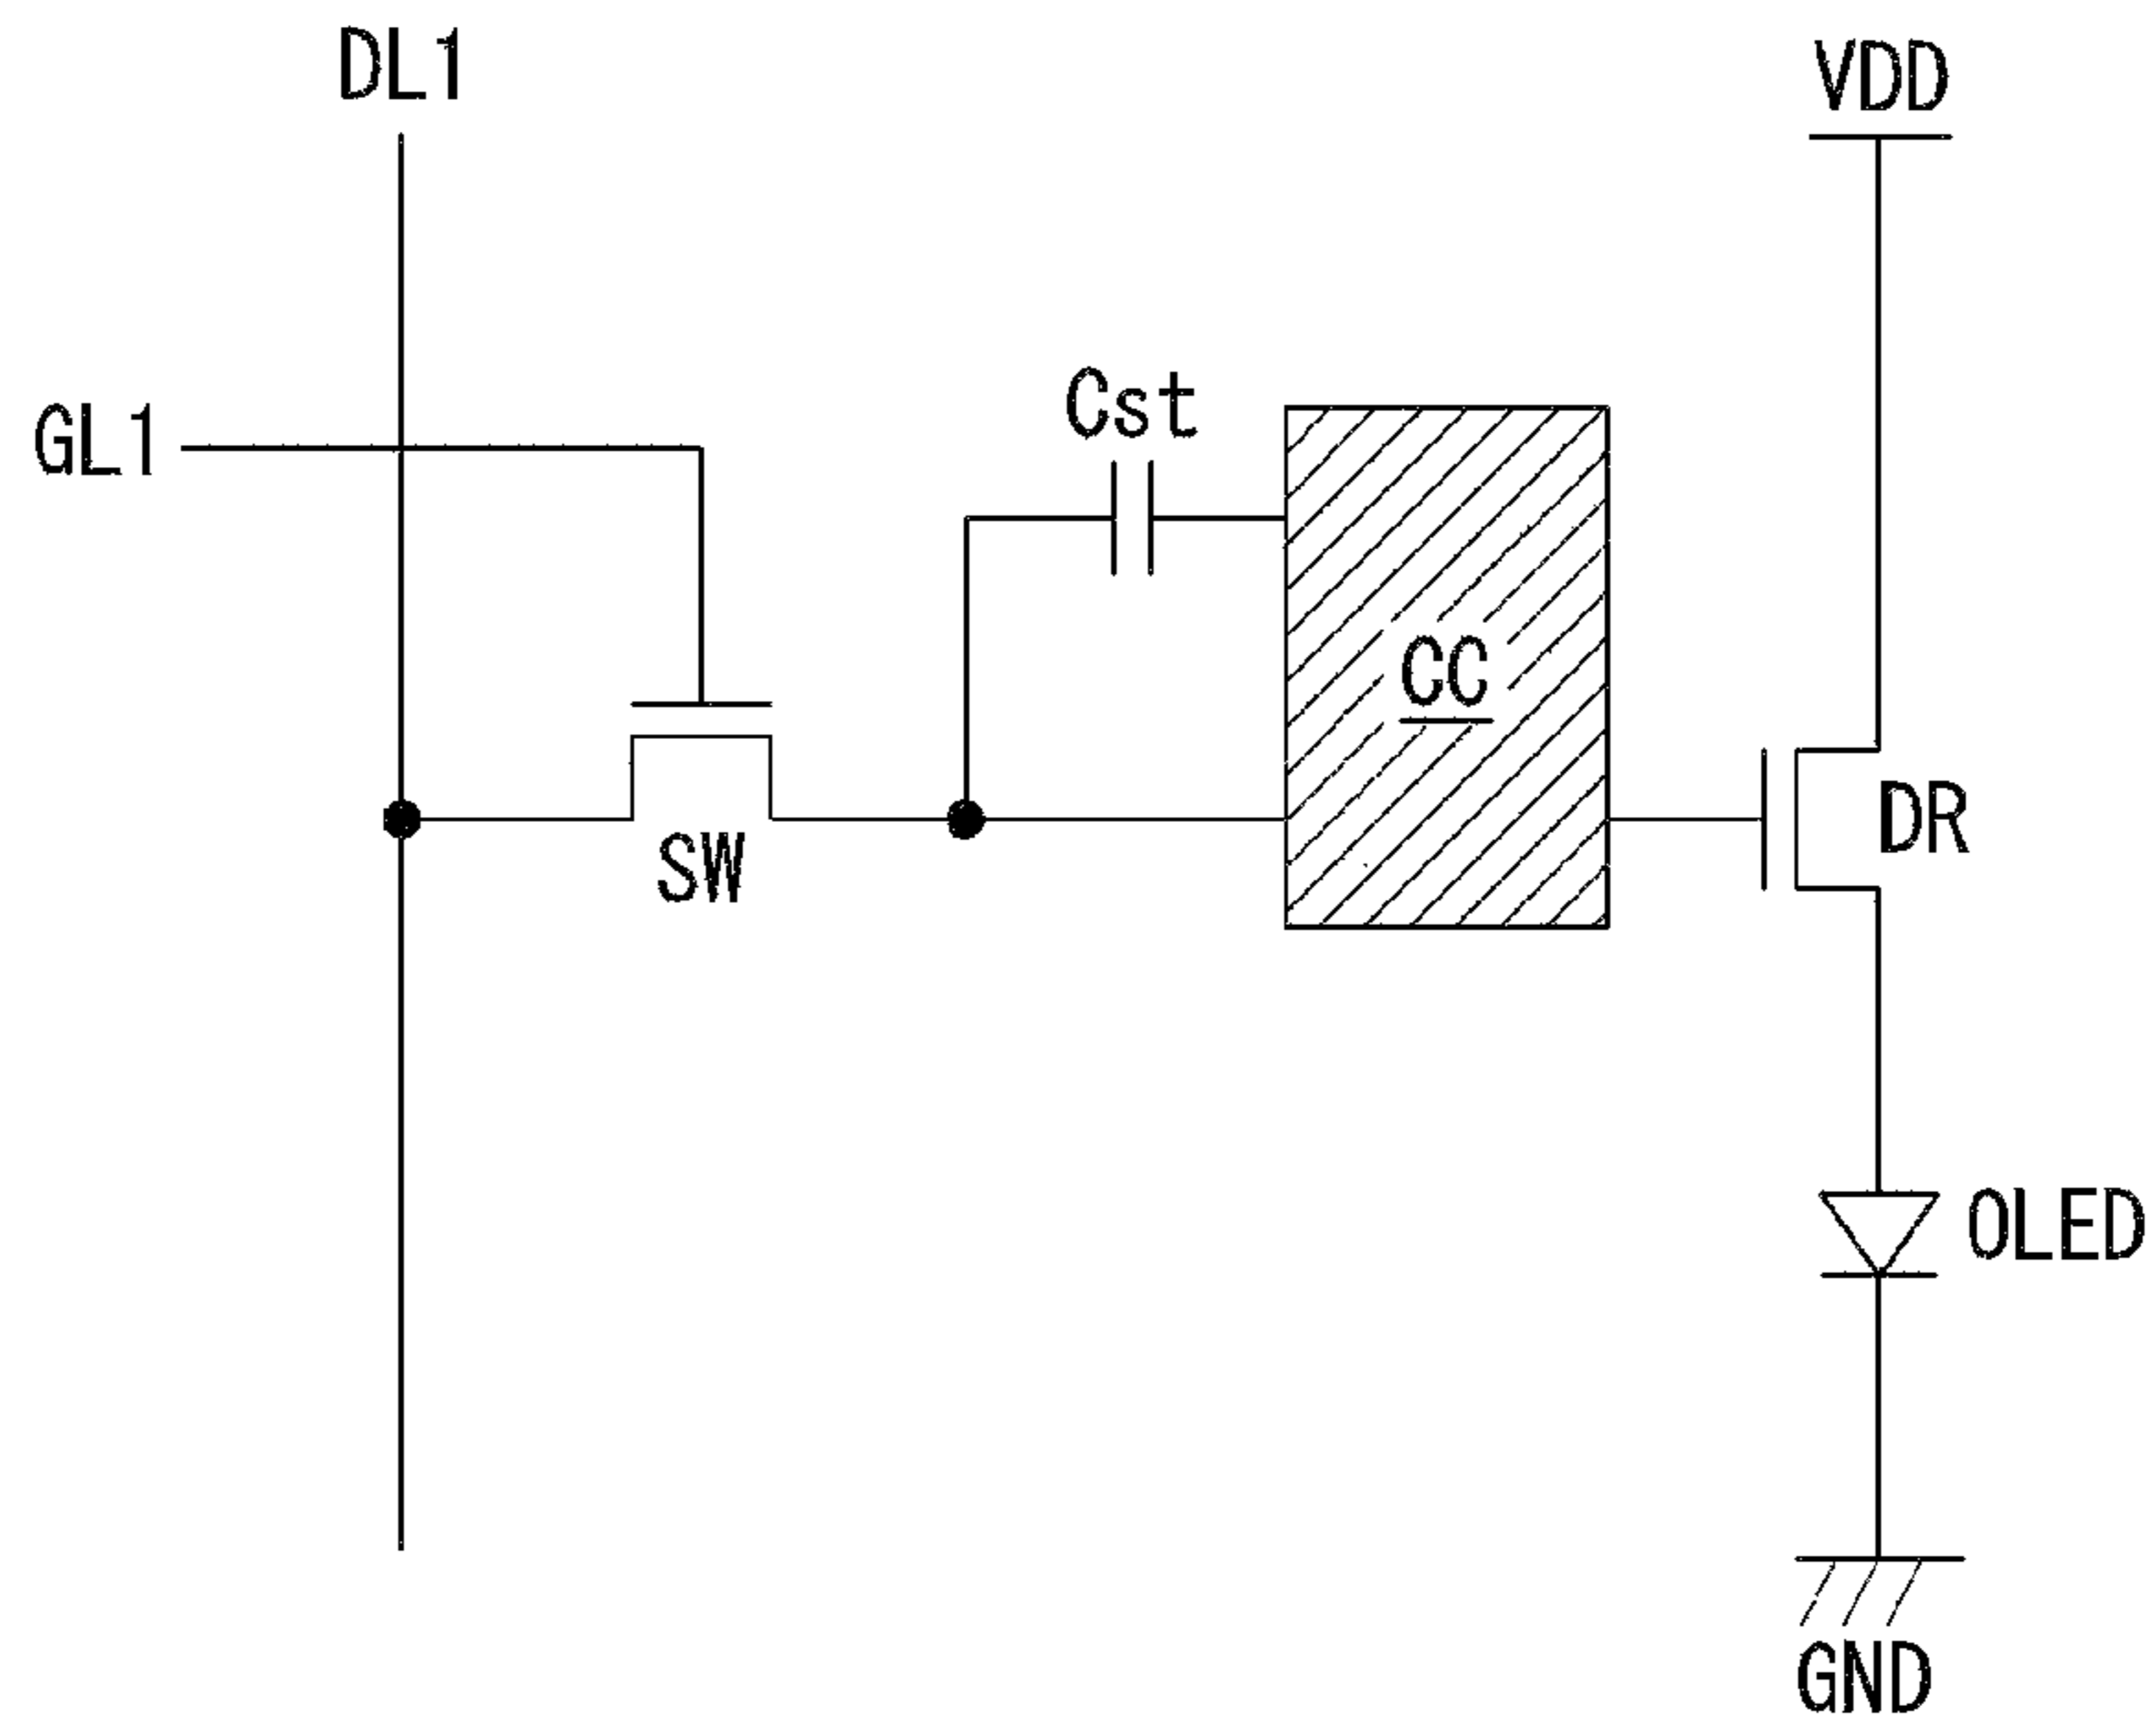 DL1
VDD
Cst
GL1
CC
DR
SW
OLED
GND